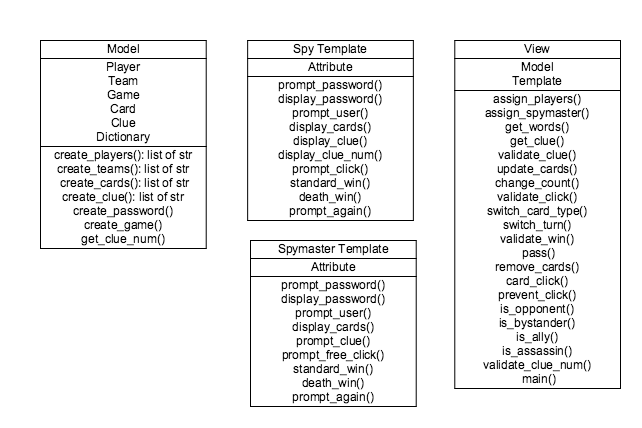 Model
Player
Team
Game
Card
Clue
Dictionary
create_players(): list of str
create_teams(): list of str
create_cards(): list of str
create_clue(): list of str
create_password()
create_game()
get_clue_num()
Spy Template
Attribute
prompt_password()
display_password()
prompt_user()
display_cards()
display_clue()
display_clue_num()
prompt_click()
standard_win()
death_win()
prompt_again()
Spymaster Template
Attribute
prompt_password()
display_password()
prompt_user()
display_cards()
prompt_clue()
prompt_free_click()
standard_win()
death_win()
prompt_again()
View
Model
Template
assign_players()
assign_spymaster()
get_words()
get_clue()
validate_clue()
update_cards()
change_count()
validate_click()
switch_card_type()
switch_turn()
validate_win()
pass()
remove_cards()
card_click()
prevent_click()
is_opponent()
is_bystander()
is_ally()
is_assassin()
validate_clue_num()
main()